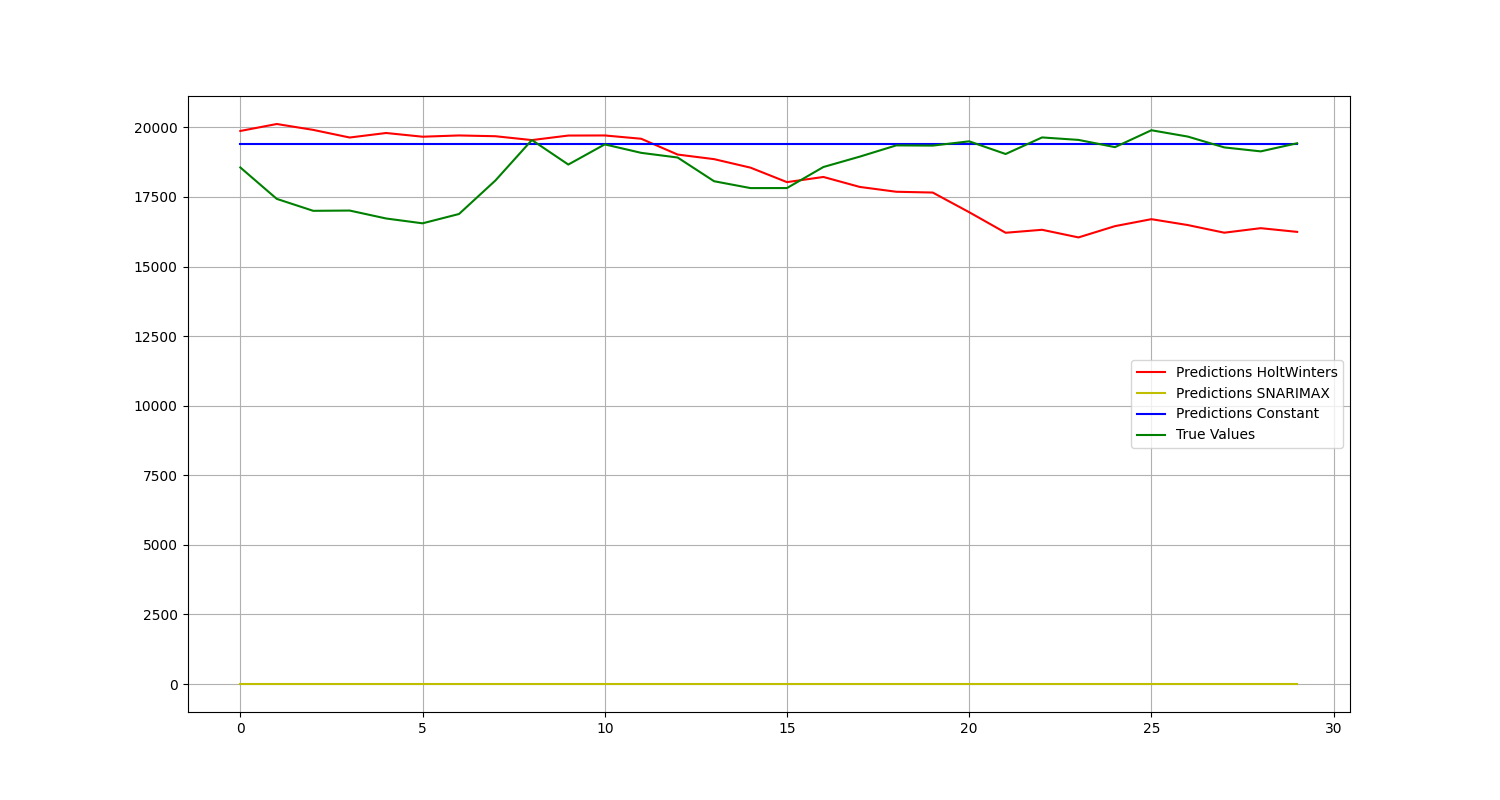 20000
17500
15000
12500
10000
7500
5000
2500
0
0 5 10 15 20 25 30
Predictions HoltWinters
Predictions SNARIMAX
Predictions Constant
True Values